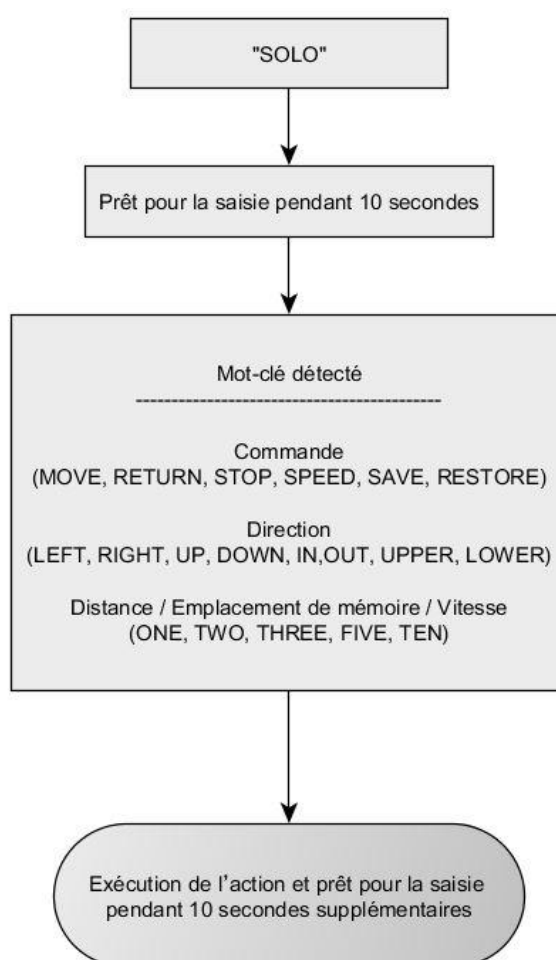 "SOLO"
Prêt pour la saisie pendant 10 secondes
Mot-clé détecté
-------------------------------------------
Commande
(MOVE, RETURN, STOP, SPEED, SAVE, RESTORE)
Direction
(LEFT, RIGHT, UP, DOWN, IN,OUT, UPPER, LOWER)
Distance / Emplacement de mémoire / Vitesse
(ONE, TWO, THREE, FIVE, TEN)
Exécution de l’action et prêt pour la saisie
pendant 10 secondes supplémentaires